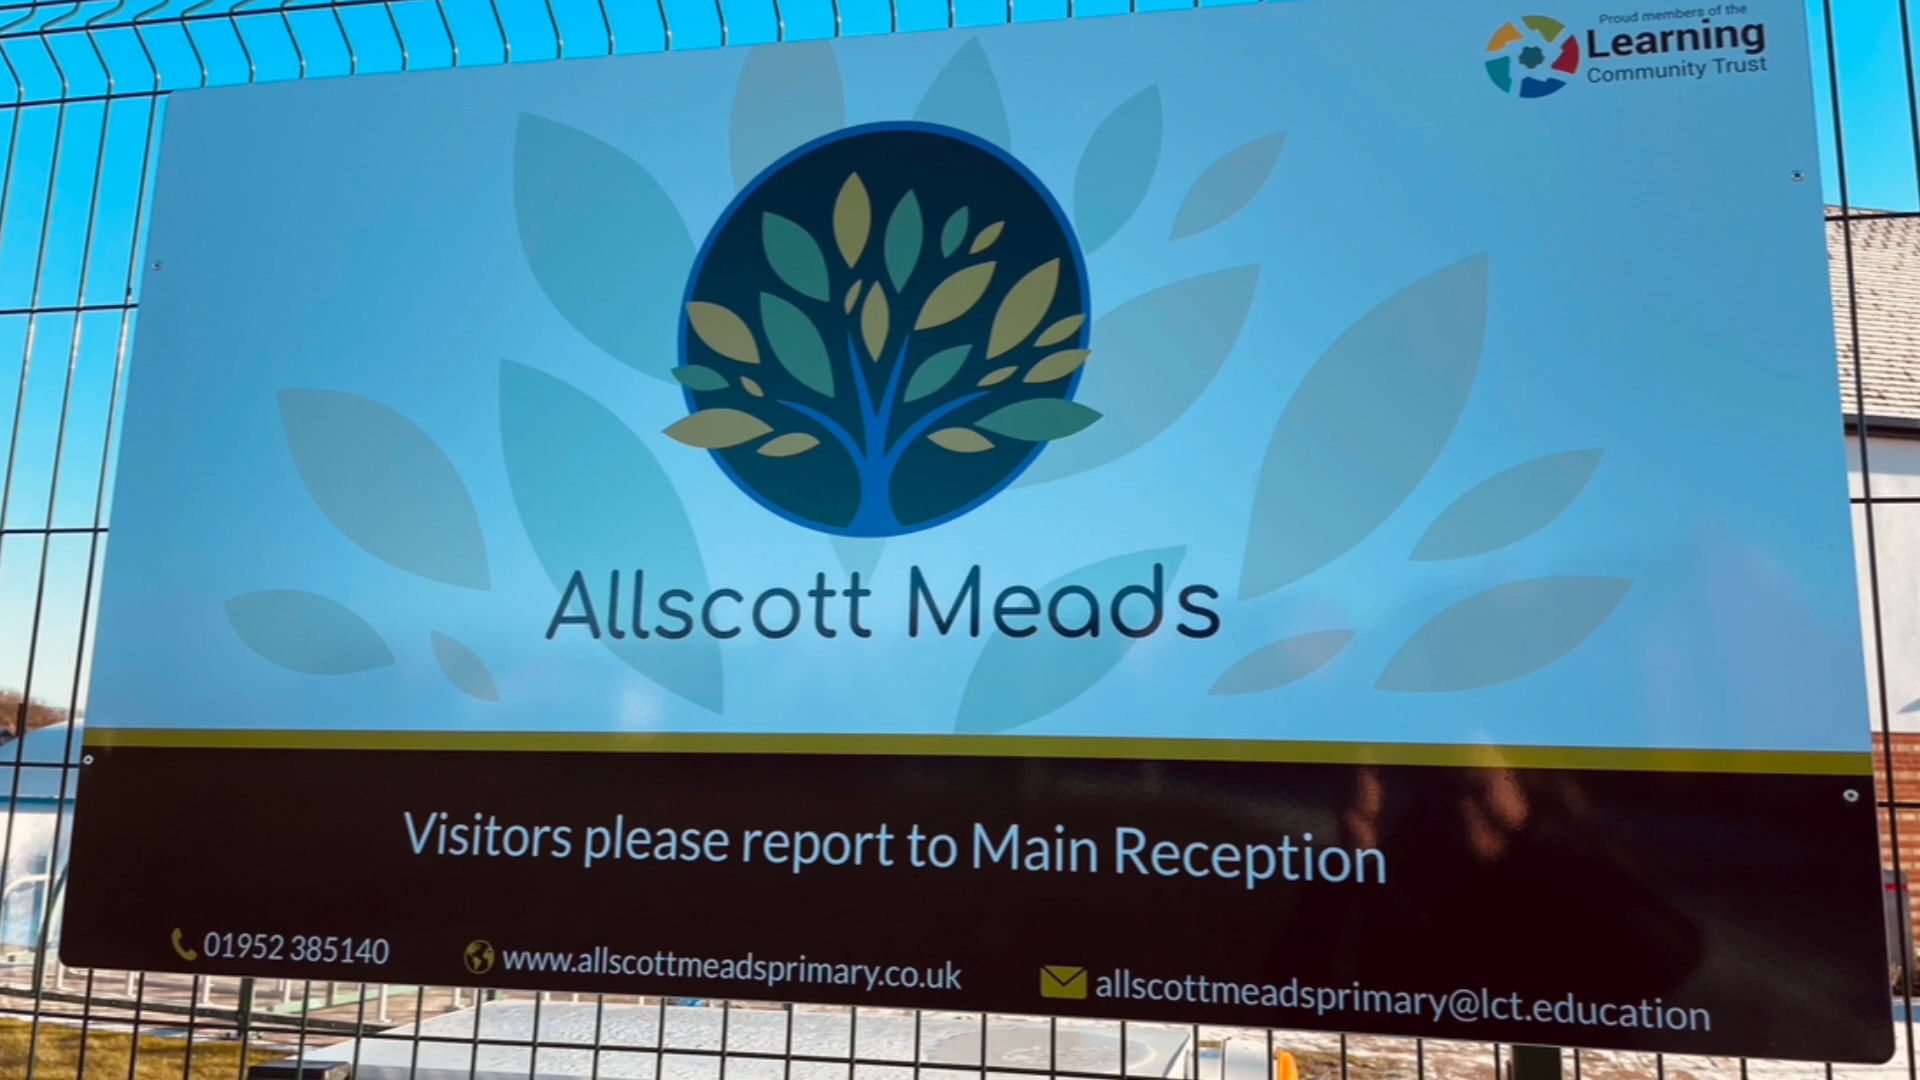 Proud members of the
Learning
Community Trust
Allscott Meads
Visitors please report to Main Reception
01952 385140
www.allscottmeadsprimary.co.uk
allscottmeadsprimary@lct.education